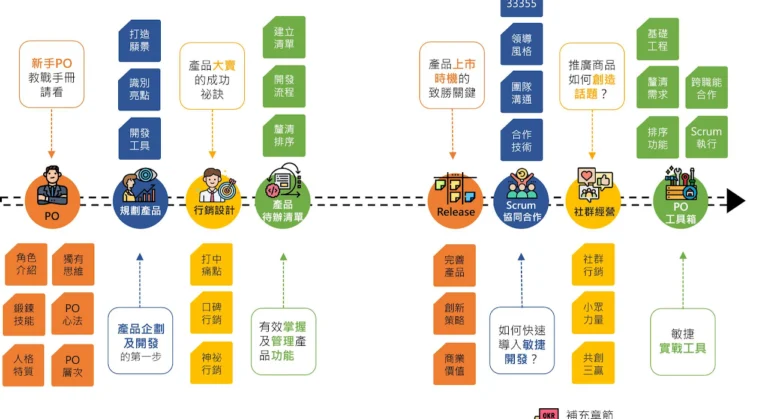 新手PO
教戰手冊
請看
打造
願景
識別
亮點
開發
工具
產品大賣
的成功
祕訣
建立
清單
開發
流程
釐清
排序
產品上市
時機的
致勝關鍵
33355
領導
風格
團隊
溝通
合作
技術
推廣商品
如何創造
話題？
基礎
工程
釐清
需求
跨職能
合作
排序
功能
Scrum
執行
PO
規劃產品
行銷設計
產品
待辦清單
Release
Scrum
協同合作
社群經營
PO
工具箱
角色
介紹
獨有
思維
鍛鍊
技能
PO
心法
人格
特質
PO
層次
產品企劃
及開發
的第一步
打中
痛點
口碑
行銷
神祕
行銷
有效掌握
及管理產
品功能
完善
產品
創新
策略
商業
價值
如何快速
導入敏捷
開發？
社群
行銷
小眾
力量
共創
三贏
敏捷
實戰工具
OKR
補充章節